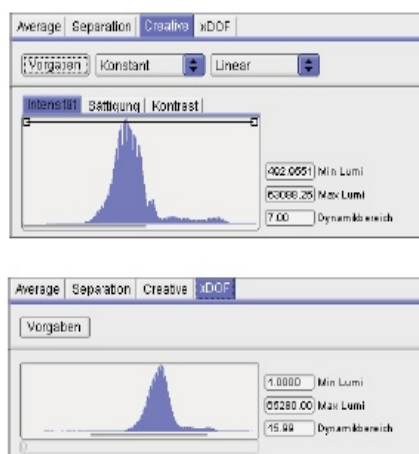 Average Separation Creative xDOF
Vorgaben Konstant Linear
Intensität Sättigung Kontrast
402.0551 Min Lumi
63088.25 Max Lumi
7.00 Dynamikbereich
Average Separation Creative xDOF
Vorgaben
1.0000 Min Lumi
65280.00 Max Lumi
15.99 Dynamikbereich